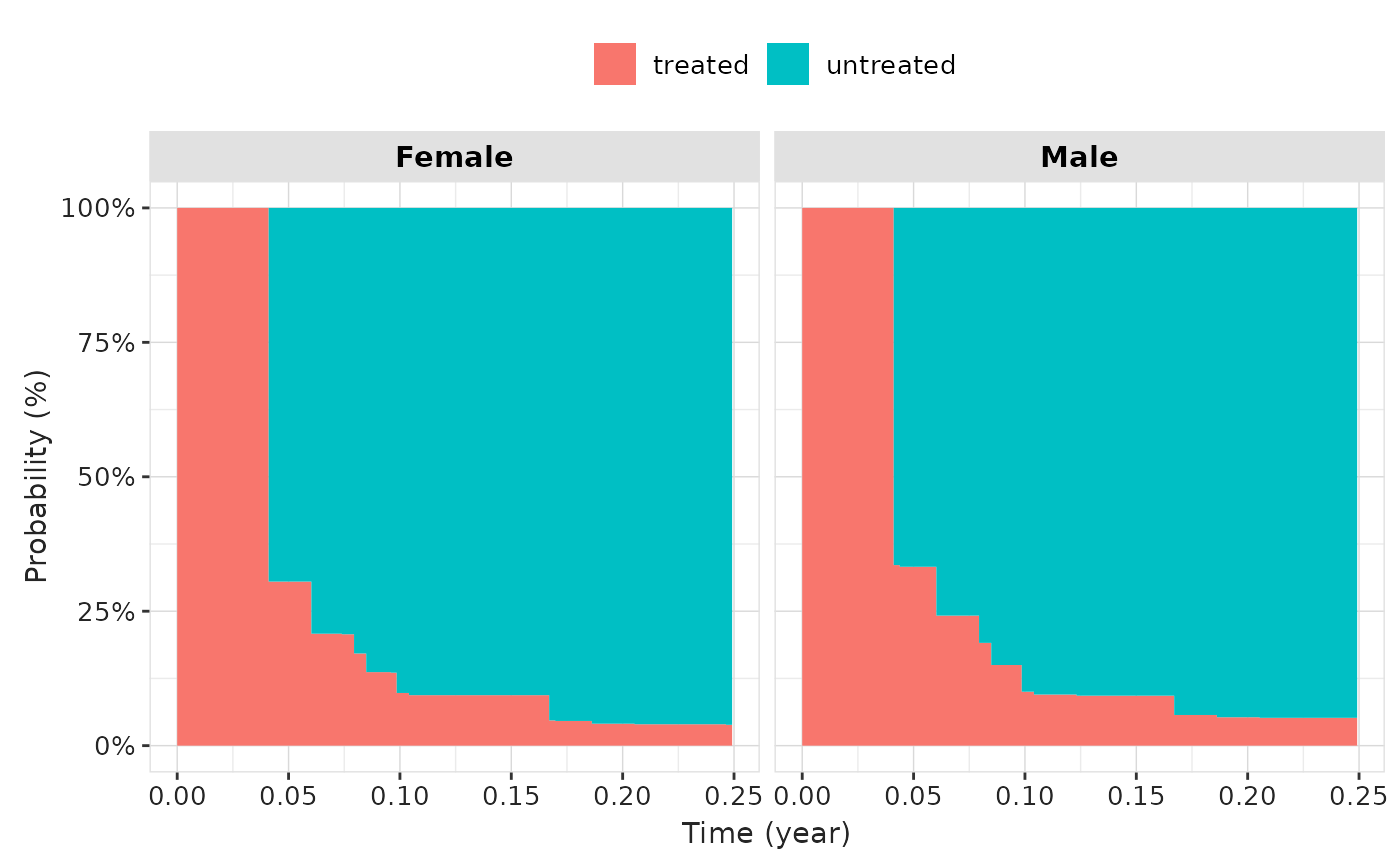 treated untreated
Female Male
Probability (%)
100%
75%
50%
25%
0%
0.00 0.05 0.10 0.15 0.20 0.25 0.00 0.05 0.10 0.15 0.20 0.25
Time (year)